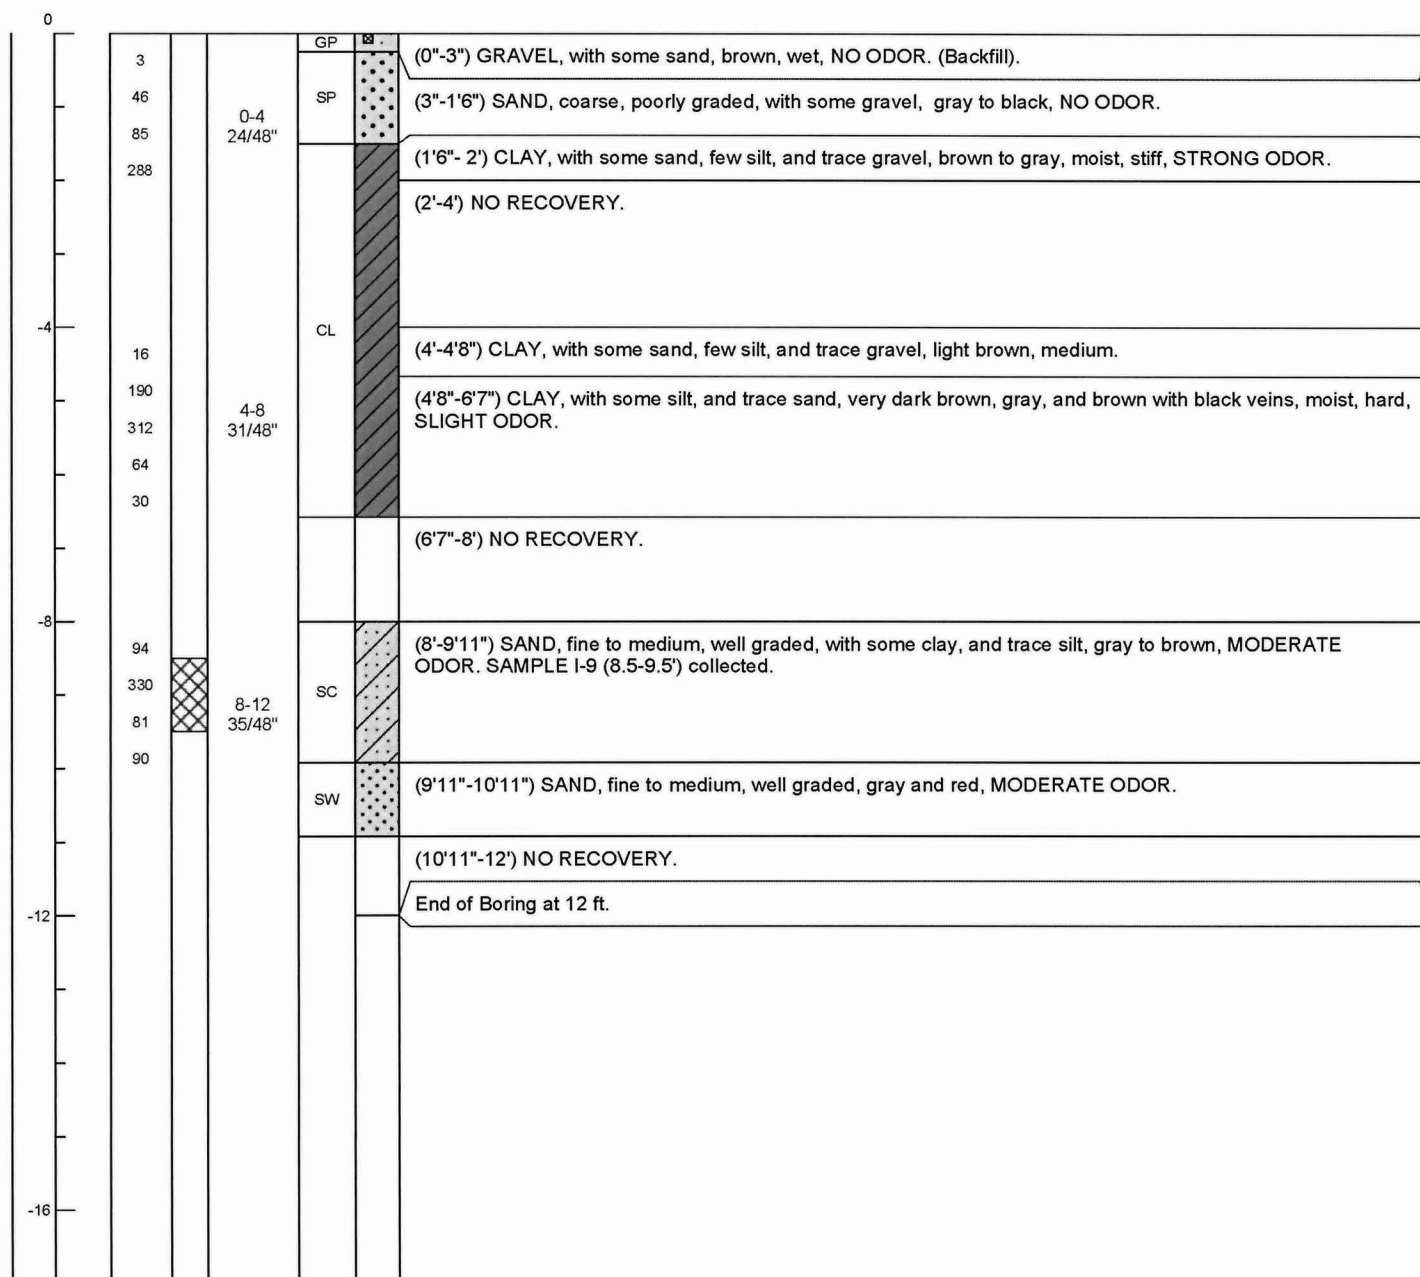 0
GP
(0"-3") GRAVEL, with some sand, brown, wet, NO ODOR. (Backfill).
3
46
85
288
0-4
24/48"
SP
(3"-1'6") SAND, coarse, poorly graded, with some gravel, gray to black, NO ODOR.
(1'6"- 2') CLAY, with some sand, few silt, and trace gravel, brown to gray, moist, stiff, STRONG ODOR.
(2'-4') NO RECOVERY.
-4
CL
(4'-4'8") CLAY, with some sand, few silt, and trace gravel, light brown, medium.
16
190
312
64
30
4-8
31/48"
(4'8"-6'7") CLAY, with some silt, and trace sand, very dark brown, gray, and brown with black veins, moist, hard,
SLIGHT ODOR.
(6'7"-8') NO RECOVERY.
-8
94
330
81
90
8-12
35/48"
SC
(8'-9'11") SAND, fine to medium, well graded, with some clay, and trace silt, gray to brown, MODERATE
ODOR. SAMPLE I-9 (8.5-9.5') collected.
SW
(9'11"-10'11") SAND, fine to medium, well graded, gray and red, MODERATE ODOR.
(10'11"-12') NO RECOVERY.
End of Boring at 12 ft.
-12
-16